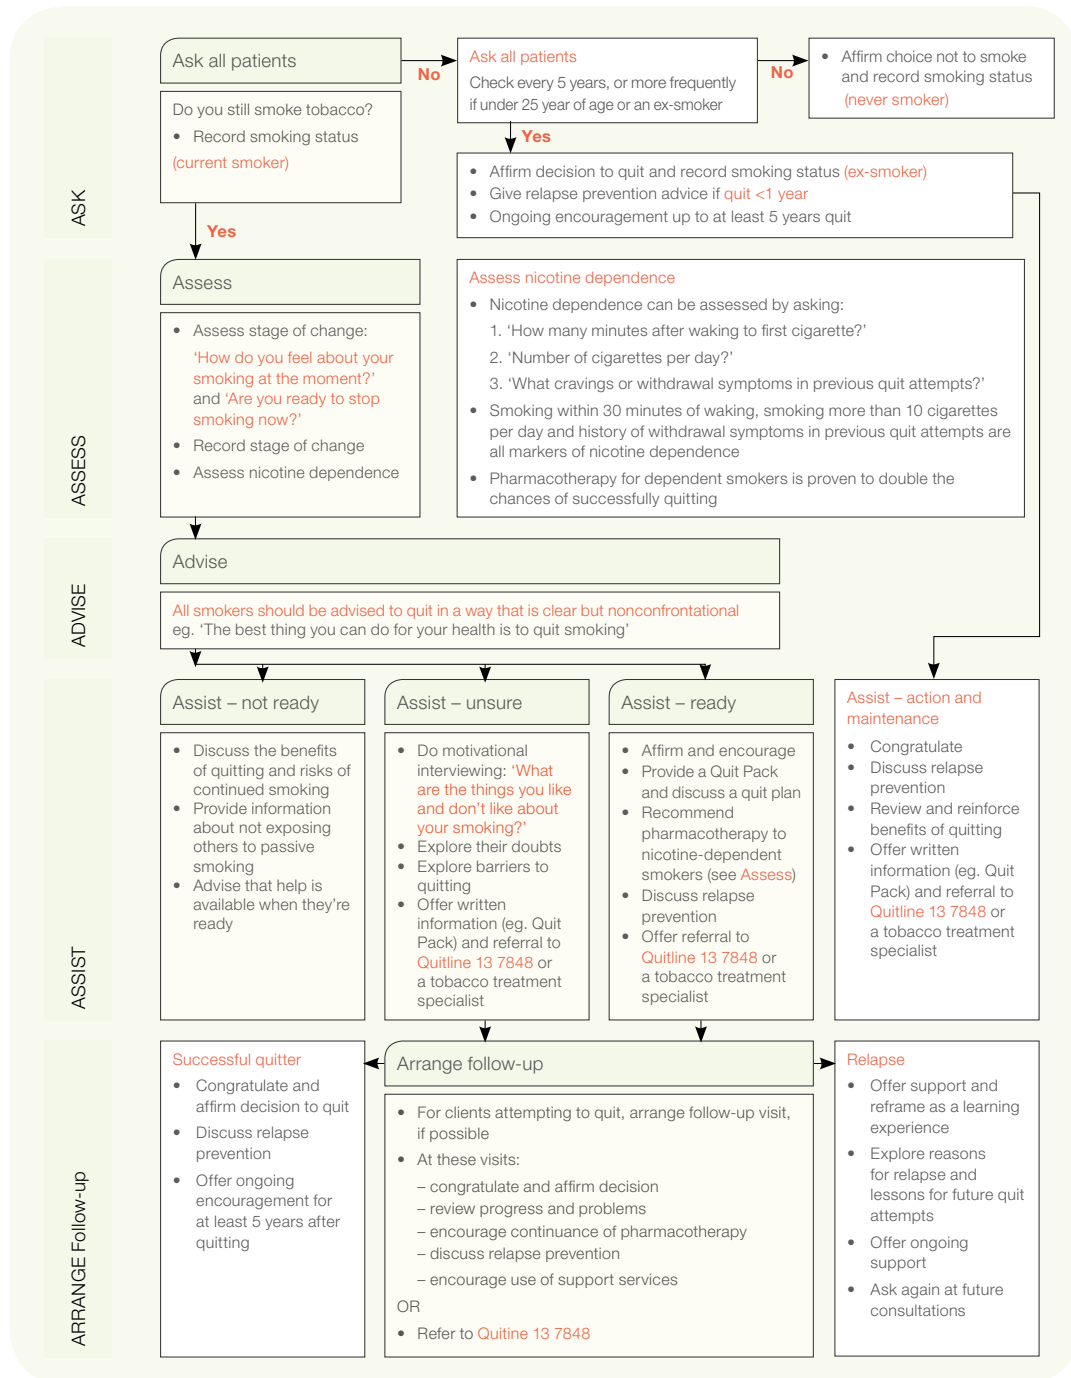 ASK
Ask all patients
Do you still smoke tobacco?
• Record smoking status
(current smoker)
No
Ask all patients
Check every 5 years, or more frequently
if under 25 year of age or an ex-smoker
No
• Affirm choice not to smoke
and record smoking status
(never smoker)
Yes
• Affirm decision to quit and record smoking status (ex-smoker)
• Give relapse prevention advice if quit <1 year
• Ongoing encouragement up to at least 5 years quit
Yes
ASSESS
Assess
• Assess stage of change:
‘How do you feel about your
smoking at the moment?’
and ‘Are you ready to stop
smoking now?’
• Record stage of change
• Assess nicotine dependence
Assess nicotine dependence
• Nicotine dependence can be assessed by asking:
1. ‘How many minutes after waking to first cigarette?’
2. ‘Number of cigarettes per day?’
3. ‘What cravings or withdrawal symptoms in previous quit attempts?’
• Smoking within 30 minutes of waking, smoking more than 10 cigarettes
per day and history of withdrawal symptoms in previous quit attempts are
all markers of nicotine dependence
• Pharmacotherapy for dependent smokers is proven to double the
chances of successfully quitting
ADVISE
Advise
All smokers should be advised to quit in a way that is clear but nonconfrontational
eg. ‘The best thing you can do for your health is to quit smoking’
ASSIST
Assist – not ready
• Discuss the benefits
of quitting and risks of
continued smoking
• Provide information
about not exposing
others to passive
smoking
• Advise that help is
available when they’re
ready
Assist – unsure
• Do motivational
interviewing: ‘What
are the things you like
and don’t like about
your smoking?’
• Explore their doubts
• Explore barriers to
quitting
• Offer written
information (eg. Quit
Pack) and referral to
Quitline 13 7848 or
a tobacco treatment
specialist
Assist – ready
• Affirm and encourage
• Provide a Quit Pack
and discuss a quit plan
• Recommend
pharmacotherapy to
nicotine-dependent
smokers (see Assess)
• Discuss relapse
prevention
• Offer referral to
Quitline 13 7848 or
a tobacco treatment
specialist
Assist – action and
maintenance
• Congratulate
• Discuss relapse
prevention
• Review and reinforce
benefits of quitting
• Offer written
information (eg. Quit
Pack) and referral to
Quitline 13 7848 or
a tobacco treatment
specialist
ARRANGE Follow-up
Successful quitter
• Congratulate and
affirm decision to quit
• Discuss relapse
prevention
• Offer ongoing
encouragement for
at least 5 years after
quitting
Arrange follow-up
• For clients attempting to quit, arrange follow-up visit,
if possible
• At these visits:
– congratulate and affirm decision
– review progress and problems
– encourage continuance of pharmacotherapy
– discuss relapse prevention
– encourage use of support services
OR
• Refer to Quitine 13 7848
Relapse
• Offer support and
reframe as a learning
experience
• Explore reasons
for relapse and
lessons for future quit
attempts
• Offer ongoing
support
• Ask again at future
consultations